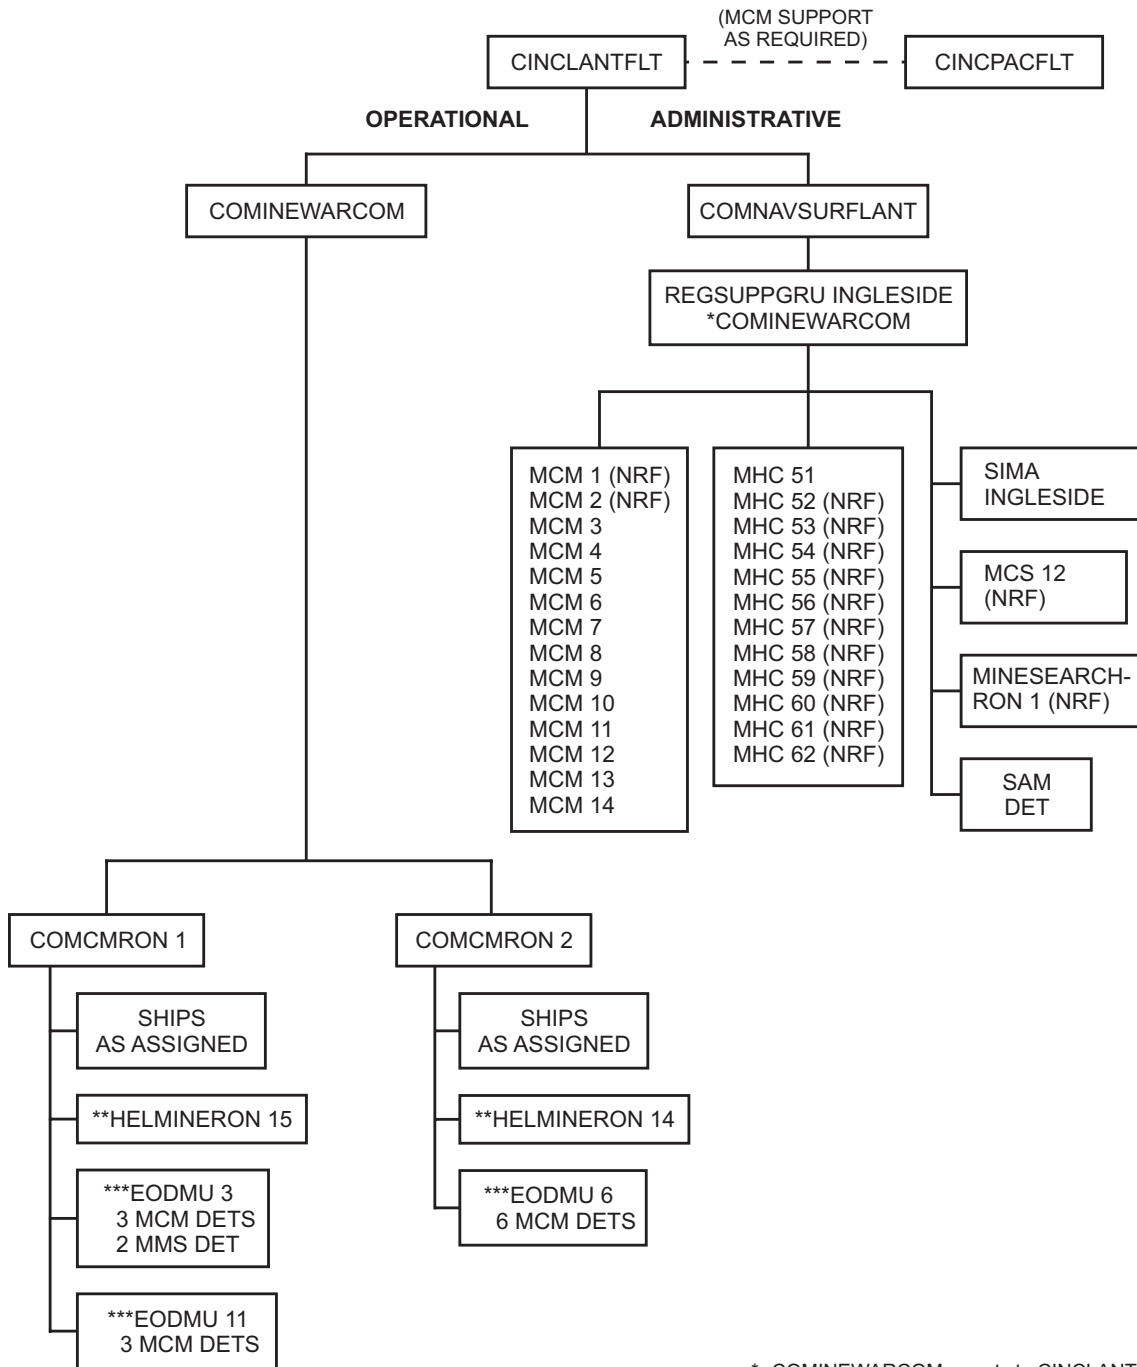 (MCM SUPPORT
AS REQUIRED)
CINCLANTFLT
CINCPACFLT
OPERATIONAL
ADMINISTRATIVE
COMINEWARCOM
COMNAVSURFLANT
REGSUPPGRU INGLESIDE
*COMINEWARCOM
MCM 1 (NRF)
MCM 2 (NRF)
MCM 3
MCM 4
MCM 5
MCM 6
MCM 7
MCM 8
MCM 9
MCM 10
MCM 11
MCM 12
MCM 13
MCM 14
MHC 51
MHC 52 (NRF)
MHC 53 (NRF)
MHC 54 (NRF)
MHC 55 (NRF)
MHC 56 (NRF)
MHC 57 (NRF)
MHC 58 (NRF)
MHC 59 (NRF)
MHC 60 (NRF)
MHC 61 (NRF)
MHC 62 (NRF)
SIMA
INGLESIDE
MCS 12
(NRF)
MINESEARCH-
RON 1 (NRF)
SAM
DET
COMCMRON 1
SHIPS
AS ASSIGNED
**HELMINERON 15
***EODMU 3
3 MCM DETS
2 MMS DET
***EODMU 11
3 MCM DETS
COMCMRON 2
SHIPS
AS ASSIGNED
**HELMINERON 14
***EODMU 6
6 MCM DETS